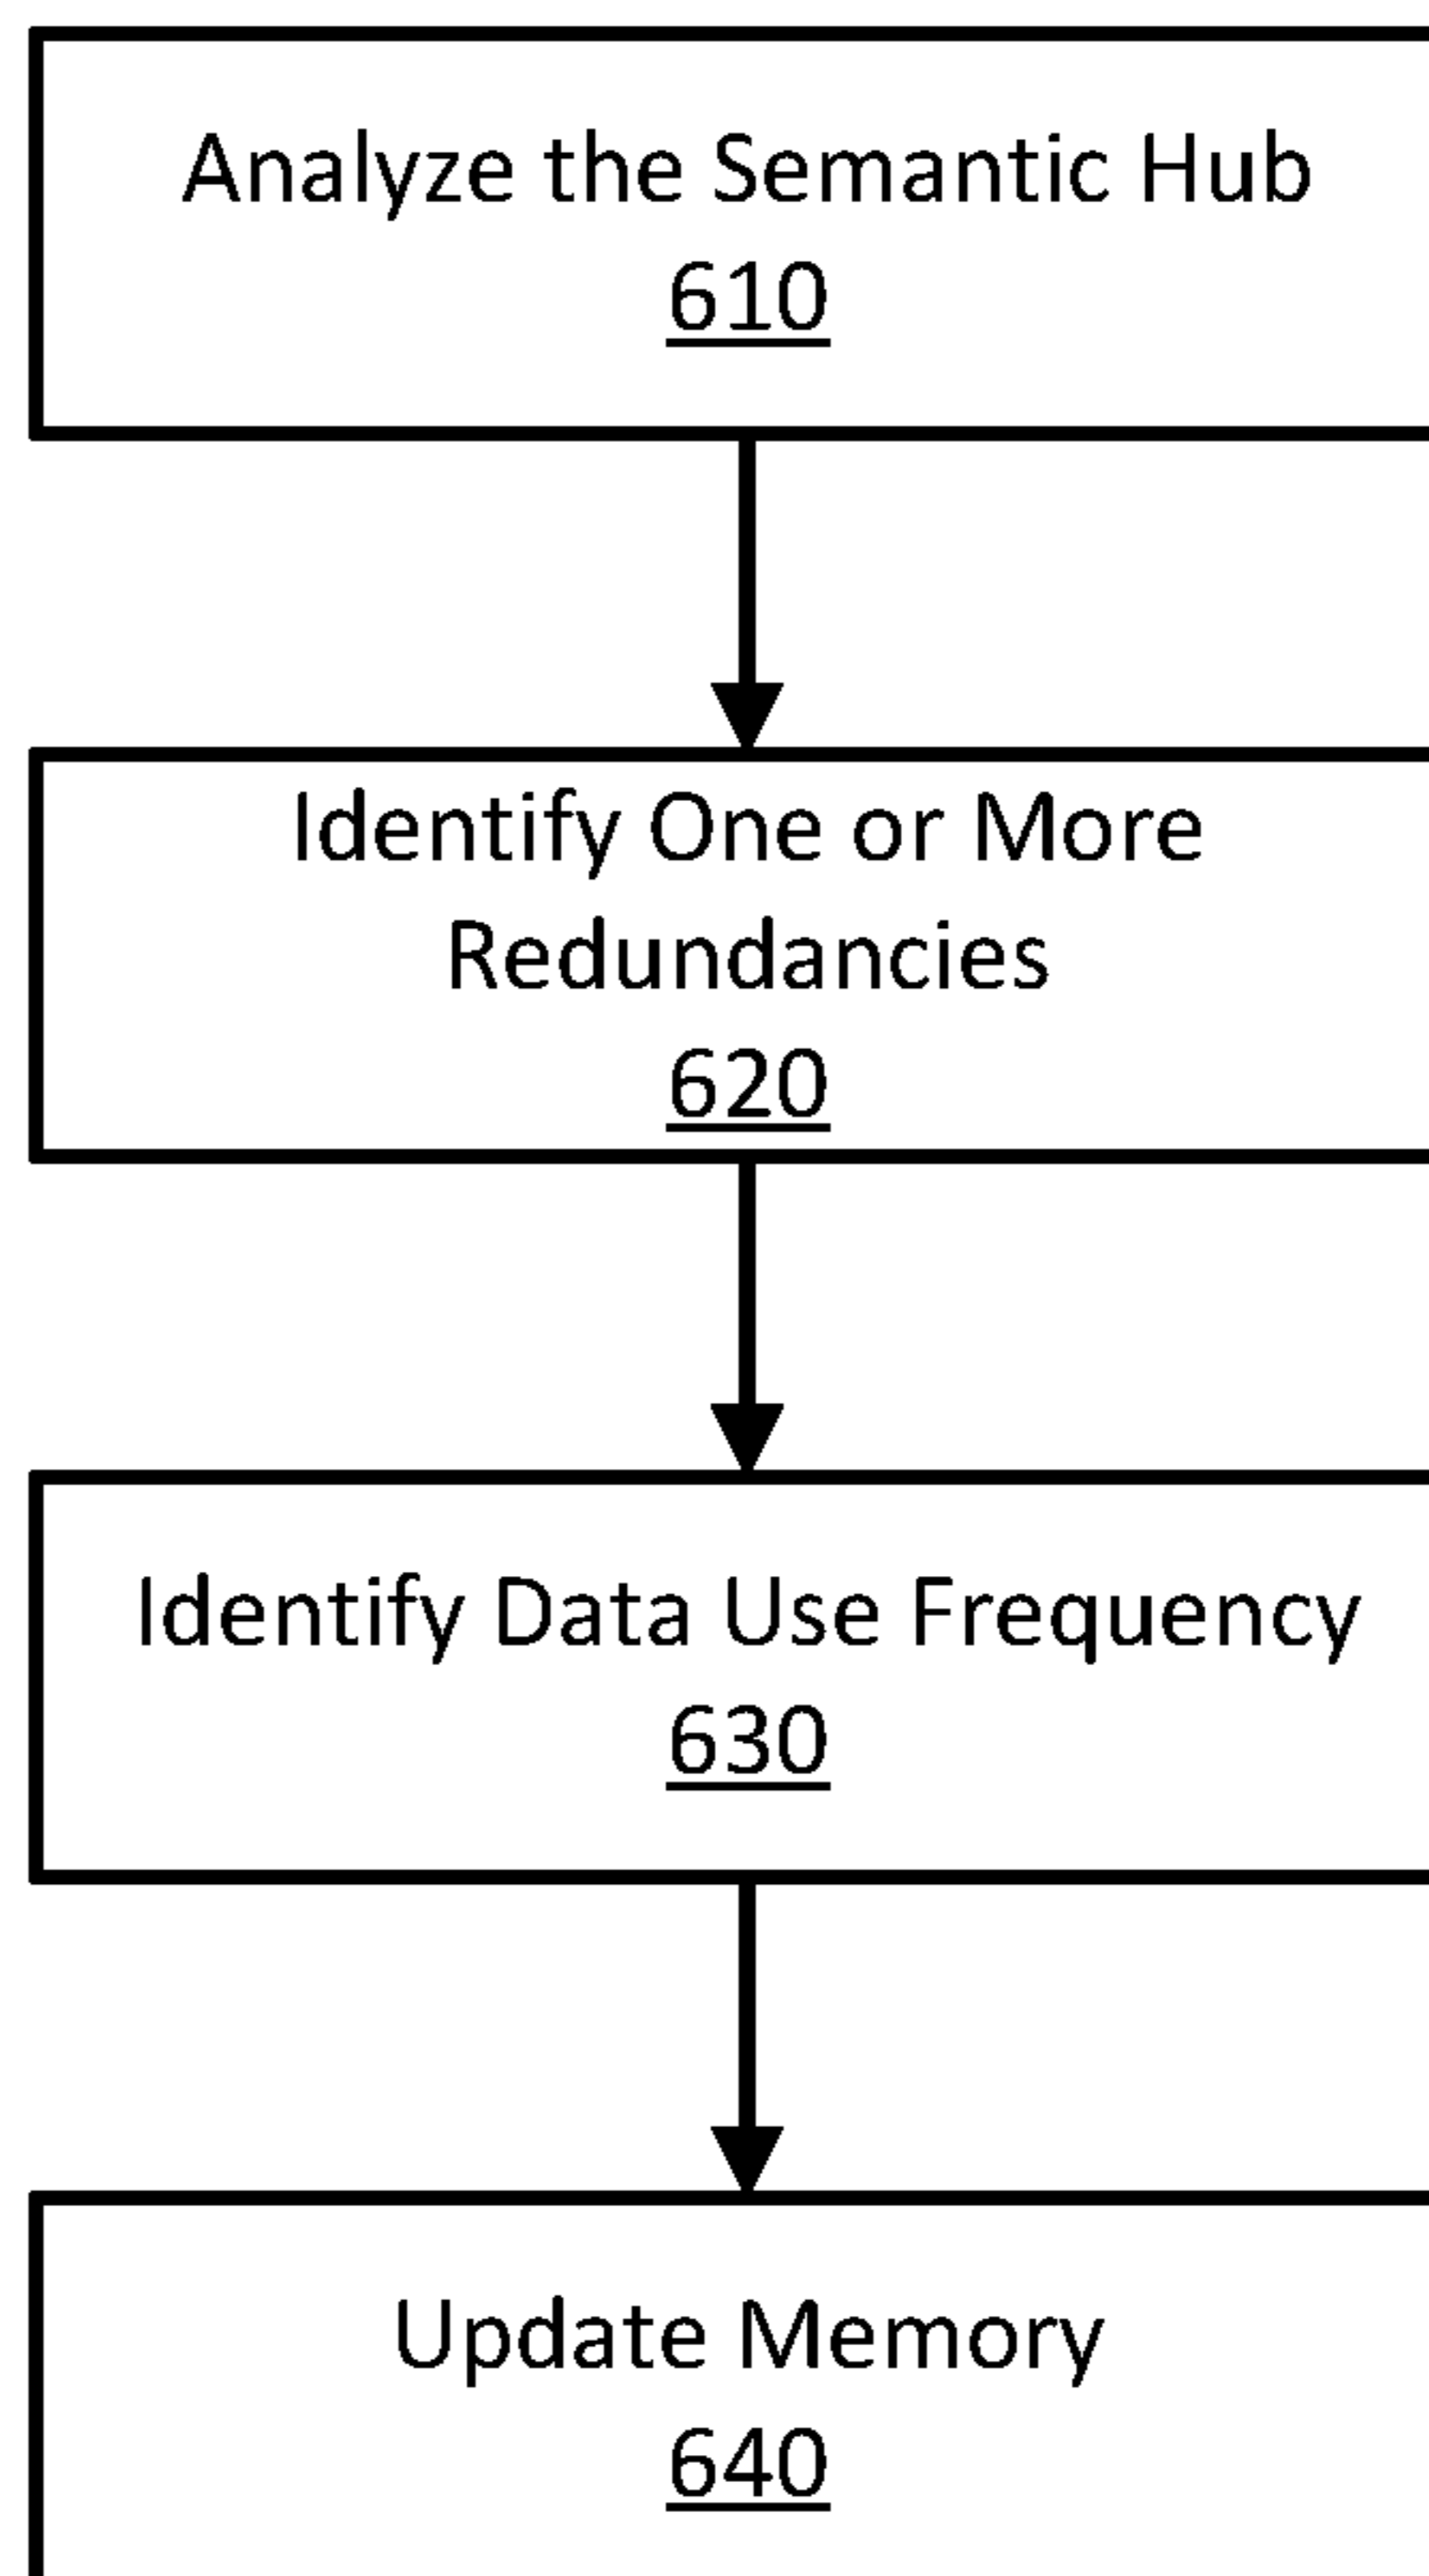 Analyze the Semantic Hub
610
Identify One or More
Redundancies
620
Identify Data Use Frequency
630
Update Memory
640